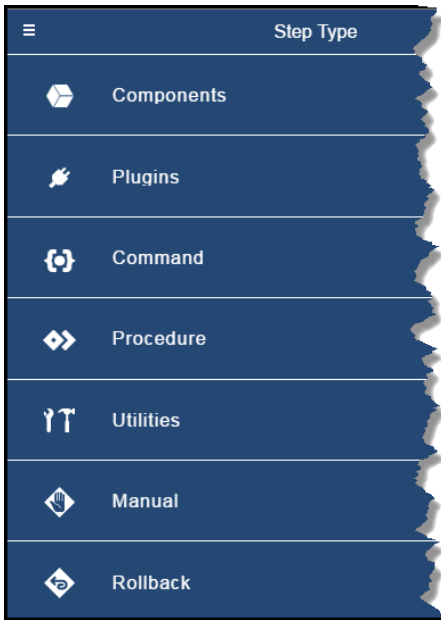 Step Type
Components
Plugins
Command
Procedure
Utilities
Manual
Rollback